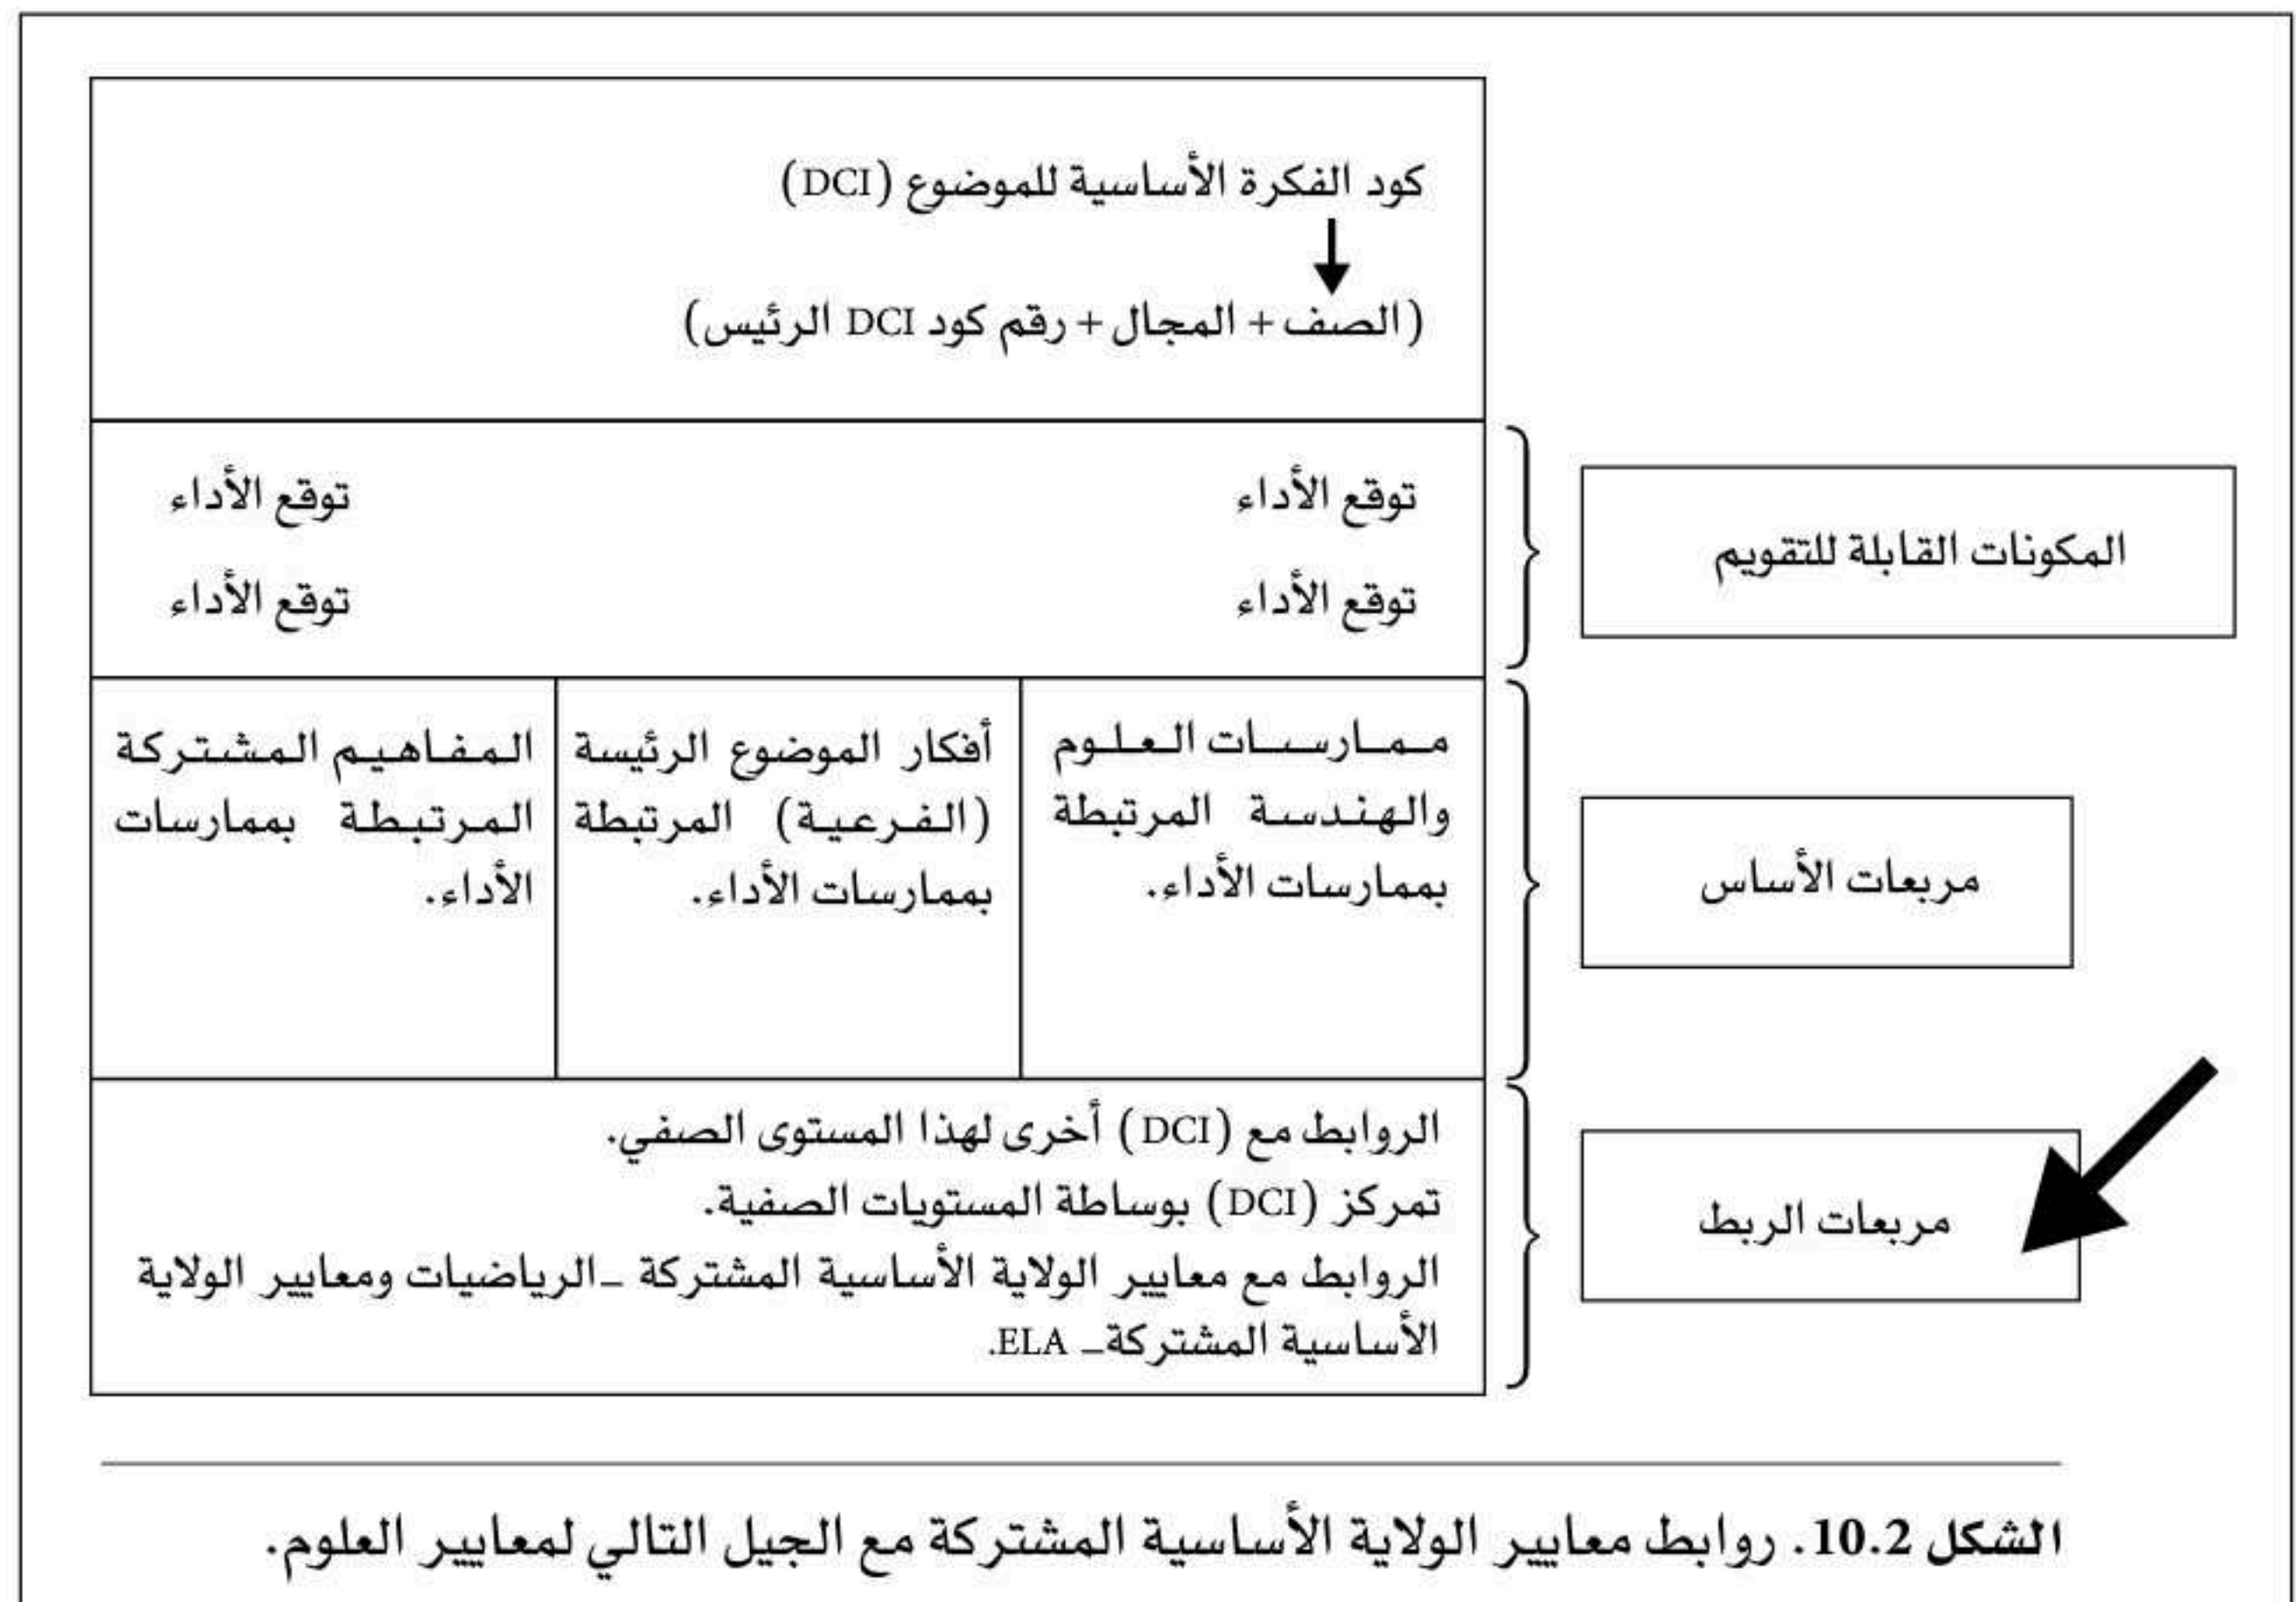 كود الفكرة الأساسية للموضوع (DCI)
(الصف + المجال + رقم كود DCI الرئيس)
المكونات القابلة للتقويم
توقع الأداء
توقع الأداء
توقع الأداء
توقع الأداء
مربعات الأساس
ممارسات العلوم
والهندسة المرتبطة
بممارسات الأداء.
أفكار الموضوع الرئيسة
(الفرعية) المرتبطة
بممارسات الأداء.
المفاهيم المشتركة
المرتبطة بممارسات
الأداء.
مربعات الربط
الروابط مع (DCI) أخرى لهذا المستوى الصفي.
تمركز (DCI) بوساطة المستويات الصفية.
الروابط مع معايير الولاية الأساسية المشتركة –الرياضيات ومعايير الولاية
الأساسية المشتركة– ELA.
الشكل 10.2. روابط معايير الولاية الأساسية المشتركة مع الجيل التالي لمعايير العلوم.